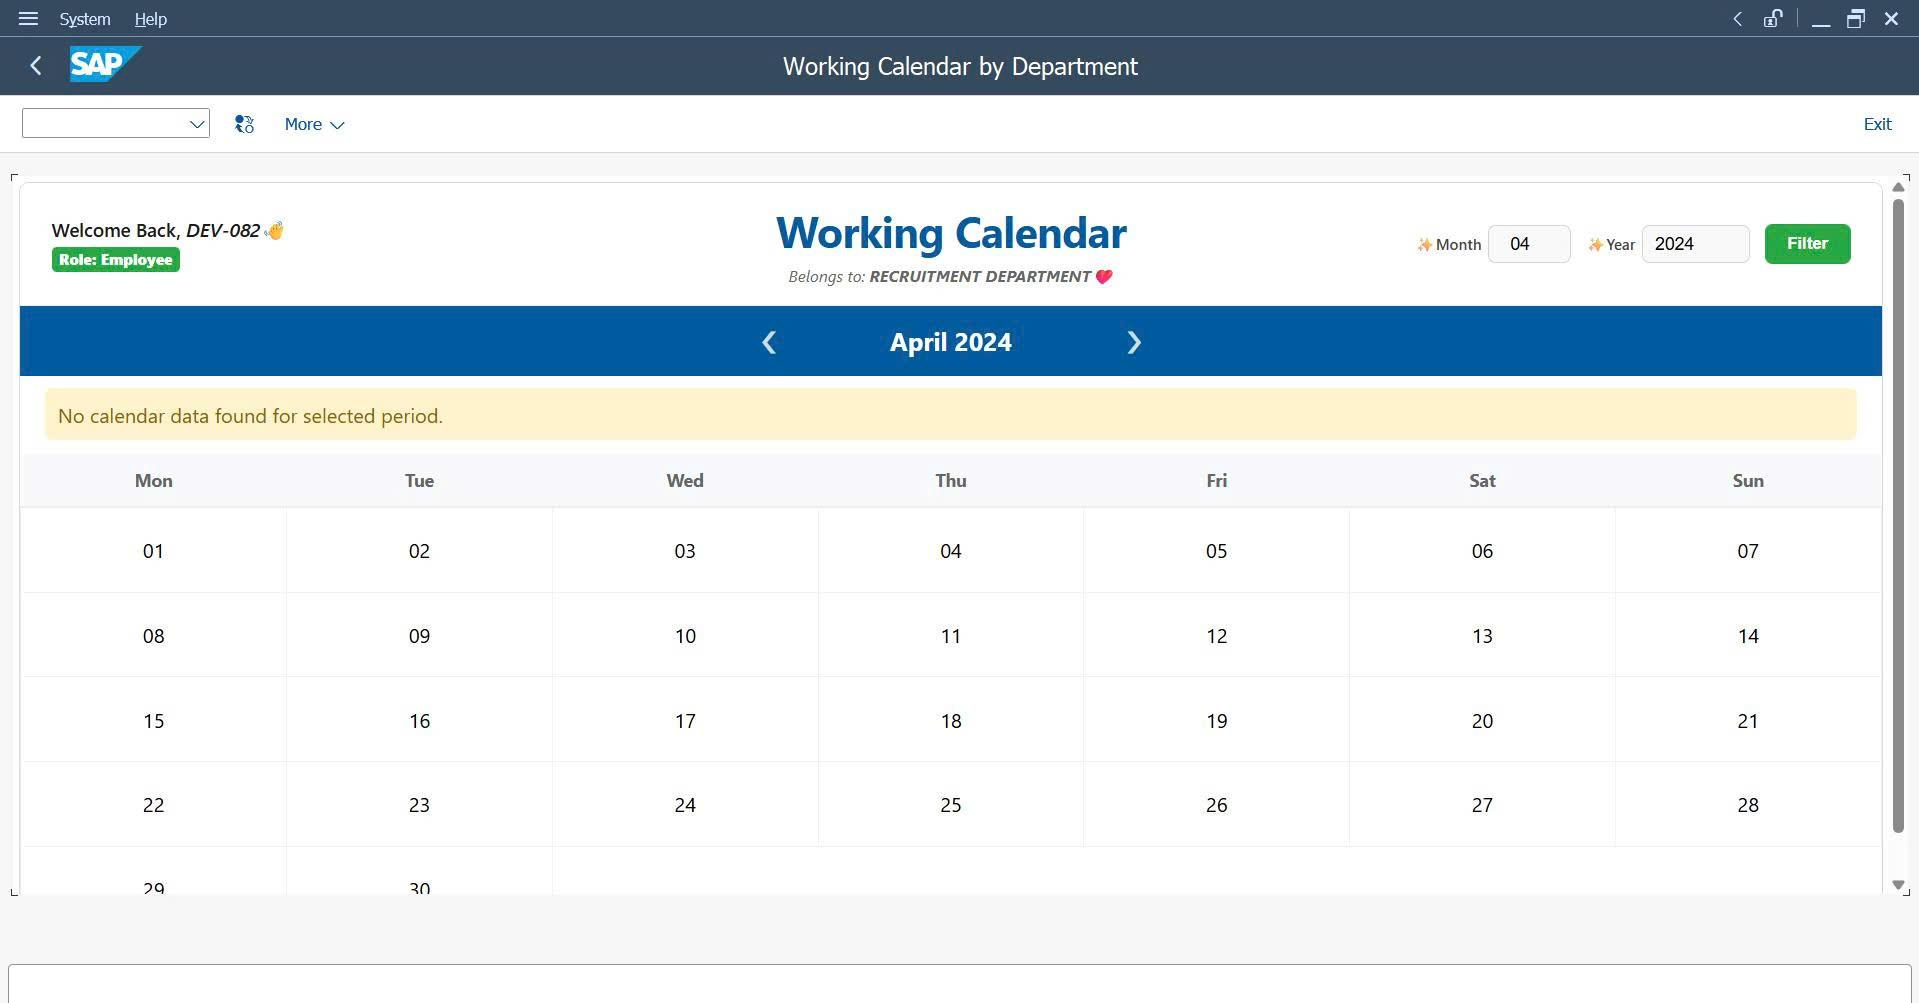 System Help
SAP
Working Calendar by Department
More
Exit
Welcome Back, DEV-082 👋
Role: Employee
Working Calendar
Belongs to: RECRUITMENT DEPARTMENT ❤️
✨Month 04 ✨Year 2024 Filter
❮ April 2024 ❯
No calendar data found for selected period.
Mon Tue Wed Thu Fri Sat Sun
01 02 03 04 05 06 07
08 09 10 11 12 13 14
15 16 17 18 19 20 21
22 23 24 25 26 27 28
29 30